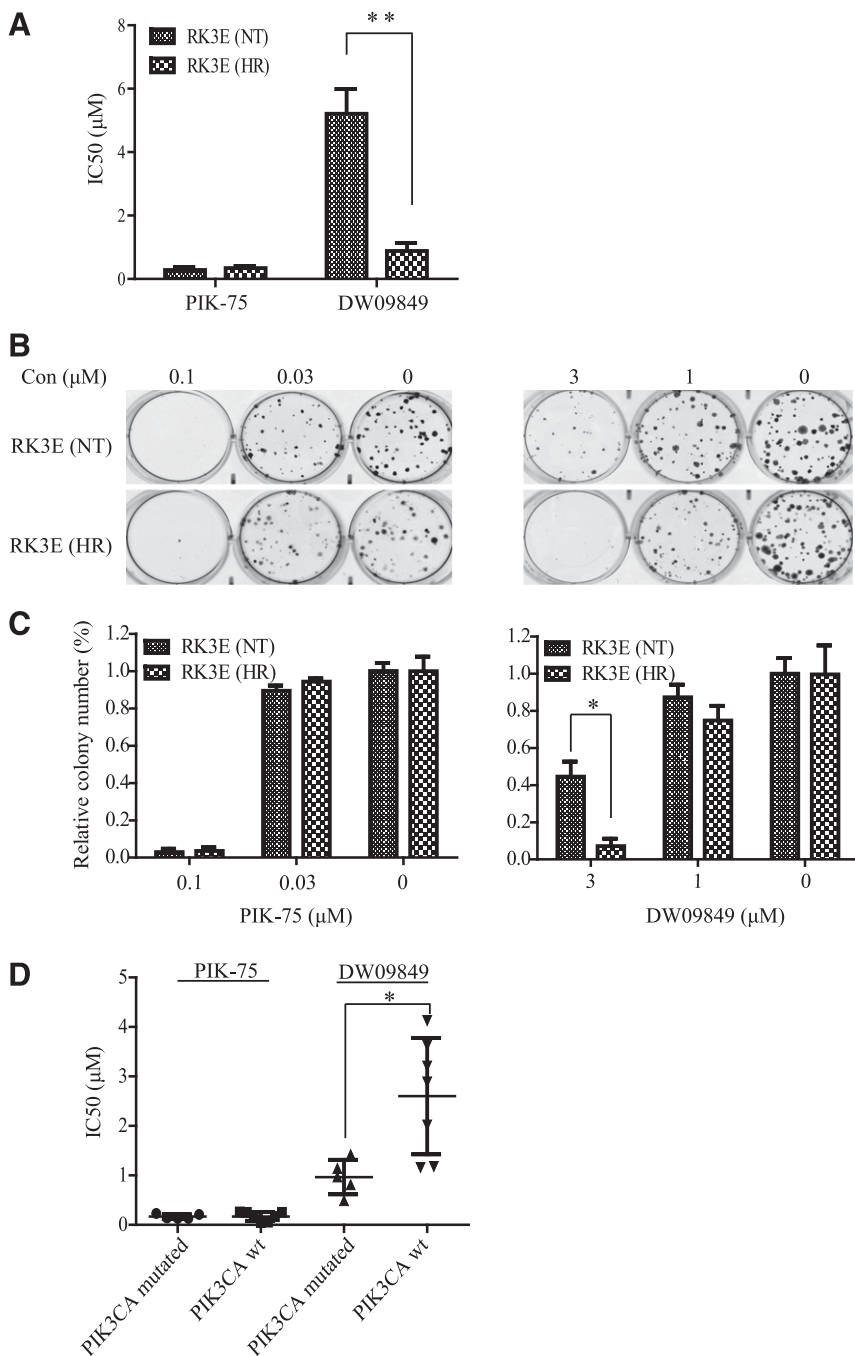 A
IC50 (μM)
8
6
4
2
0
RK3E (NT)
RK3E (HR)
**
PIK-75 DW09849
B
Con (μM) 0.1 0.03 0 3 1 0
RK3E (NT)
RK3E (HR)
C
Relative colony number (%)
1.2
1.0
0.8
0.6
0.4
0.2
0.0
RK3E (NT)
RK3E (HR)
0.1 0.03 0
PIK-75 (μM)
1.2
1.0
0.8
0.6
0.4
0.2
0.0
RK3E (NT)
RK3E (HR)
*
3 1 0
DW09849 (μM)
D
IC50 (μM)
5
4
3
2
1
0
PIK-75 DW09849
*
PIK3CA mutated
PIK3CA wt
PIK3CA mutated
PIK3CA wt